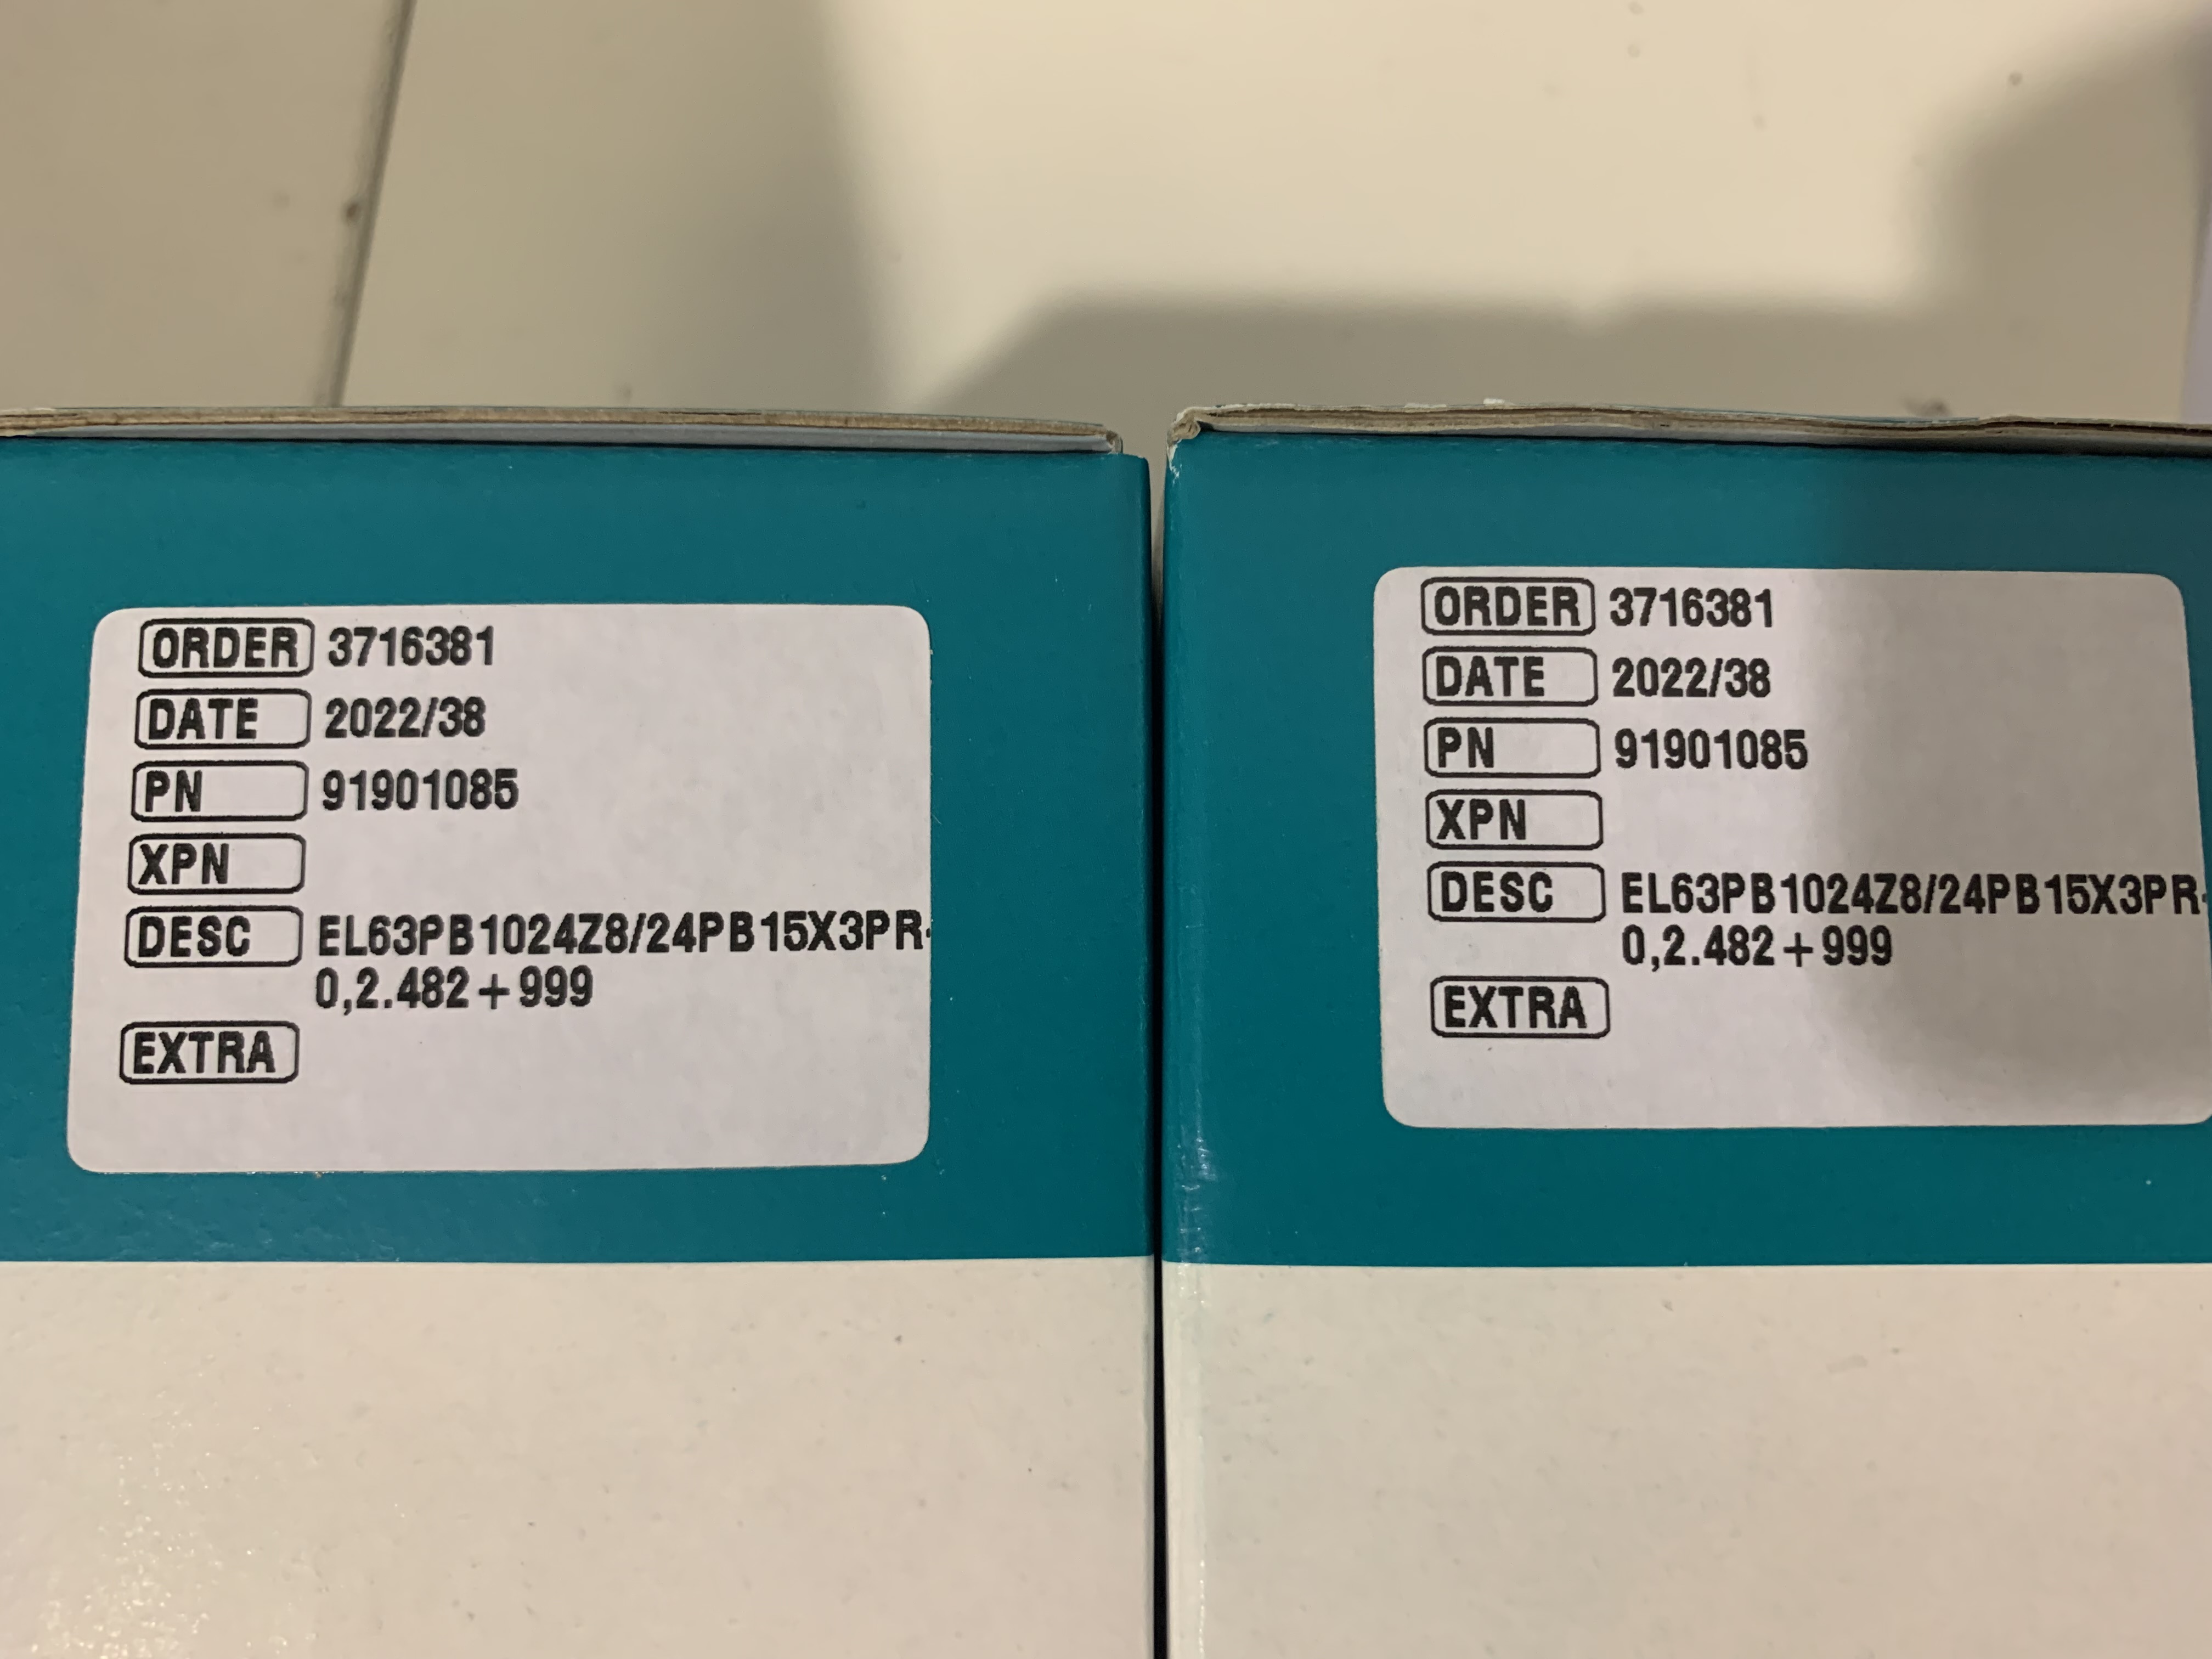 ORDER 3716381
DATE 2022/38
PN 91901085
XPN
DESC EL63PB1024Z8/24PB15X3PR-
0,2.482+999
EXTRA
ORDER 3716381
DATE 2022/38
PN 91901085
XPN
DESC EL63PB1024Z8/24PB15X3PR-
0,2.482+999
EXTRA